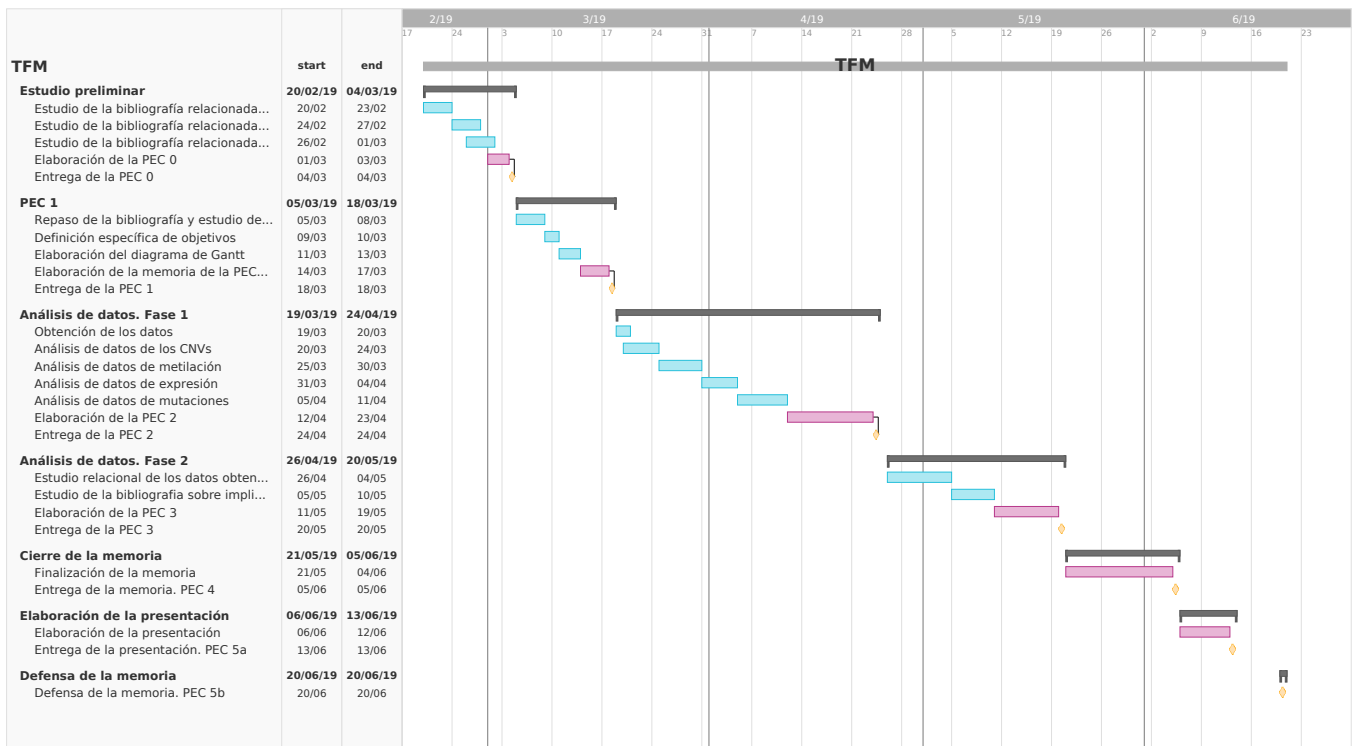 2/19 3/19 4/19 5/19 6/19
17 24 3 10 17 24 31 7 14 21 28 5 12 19 26 2 9 16 23
TFM start end TFM
Estudio preliminar 20/02/19 04/03/19
Estudio de la bibliografía relacionada... 20/02 23/02
Estudio de la bibliografía relacionada... 24/02 27/02
Estudio de la bibliografía relacionada... 26/02 01/03
Elaboración de la PEC 0 01/03 03/03
Entrega de la PEC 0 04/03 04/03
PEC 1 05/03/19 18/03/19
Repaso de la bibliografía y estudio de... 05/03 08/03
Definición específica de objetivos 09/03 10/03
Elaboración del diagrama de Gantt 11/03 13/03
Elaboración de la memoria de la PEC... 14/03 17/03
Entrega de la PEC 1 18/03 18/03
Análisis de datos. Fase 1 19/03/19 24/04/19
Obtención de los datos 19/03 20/03
Análisis de datos de los CNVs 20/03 24/03
Análisis de datos de metilación 25/03 30/03
Análisis de datos de expresión 31/03 04/04
Análisis de datos de mutaciones 05/04 11/04
Elaboración de la PEC 2 12/04 23/04
Entrega de la PEC 2 24/04 24/04
Análisis de datos. Fase 2 26/04/19 20/05/19
Estudio relacional de los datos obten... 26/04 04/05
Estudio de la bibliografia sobre impli... 05/05 10/05
Elaboración de la PEC 3 11/05 19/05
Entrega de la PEC 3 20/05 20/05
Cierre de la memoria 21/05/19 05/06/19
Finalización de la memoria 21/05 04/06
Entrega de la memoria. PEC 4 05/06 05/06
Elaboración de la presentación 06/06/19 13/06/19
Elaboración de la presentación 06/06 12/06
Entrega de la presentación. PEC 5a 13/06 13/06
Defensa de la memoria 20/06/19 20/06/19
Defensa de la memoria. PEC 5b 20/06 20/06